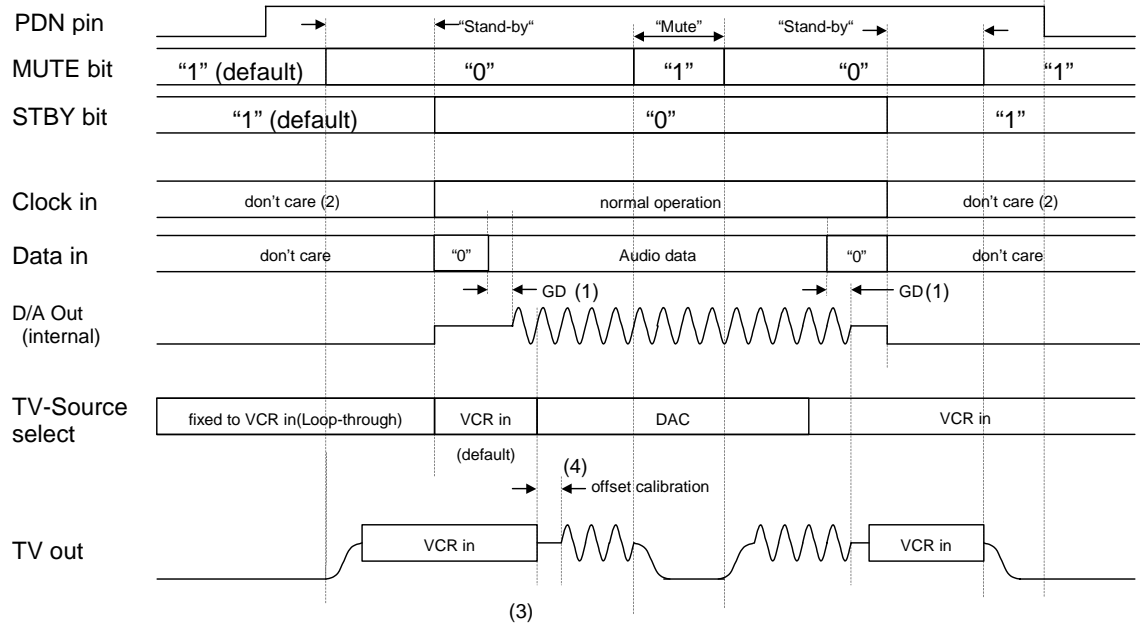 PDN pin
“Stand-by“ “Mute” “Stand-by“
MUTE bit “1” (default) “0” “1” “0” “1”
STBY bit “1” (default) “0” “1”
Clock in don’t care (2) normal operation don’t care (2)
Data in don’t care “0” Audio data “0” don’t care
GD (1) GD (1)
D/A Out
(internal)
TV-Source
select
fixed to VCR in(Loop-through) VCR in DAC VCR in
(default)
(4)
offset calibration
TV out VCR in VCR in
(3)